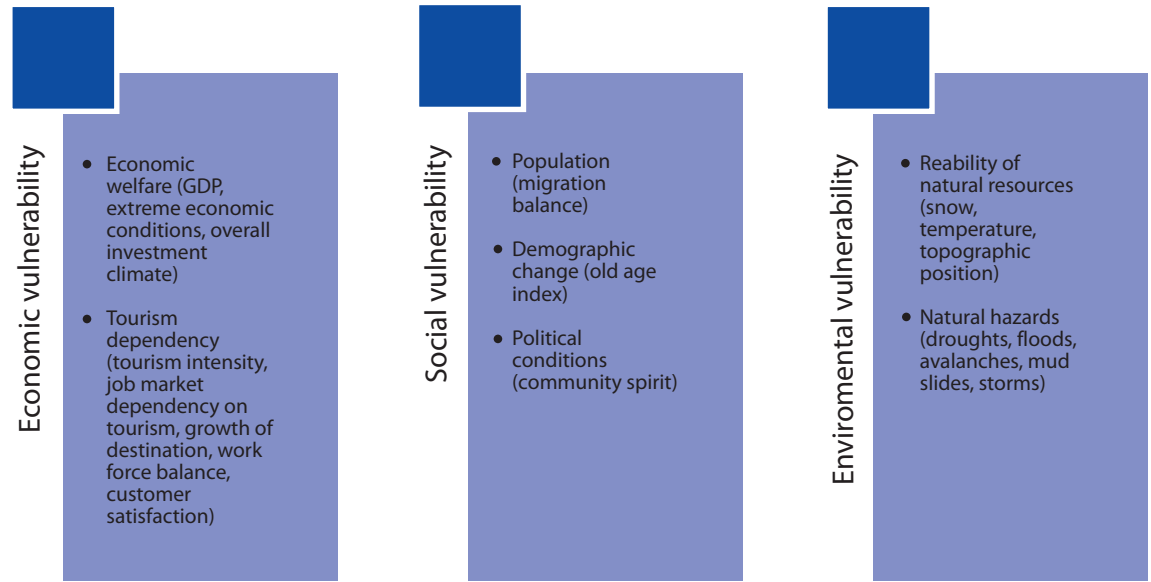 Economic vulnerability
• Economic
welfare (GDP,
extreme economic
conditions, overall
investment
climate)
• Tourism
dependency
(tourism intensity,
job market
dependency on
tourism, growth of
destination, work
force balance,
customer
satisfaction)
Social vulnerability
• Population
(migration
balance)
• Demographic
change (old age
index)
• Political
conditions
(community spirit)
Enviromental vulnerability
• Reability of
natural resources
(snow,
temperature,
topographic
position)
• Natural hazards
(droughts, floods,
avalanches, mud
slides, storms)